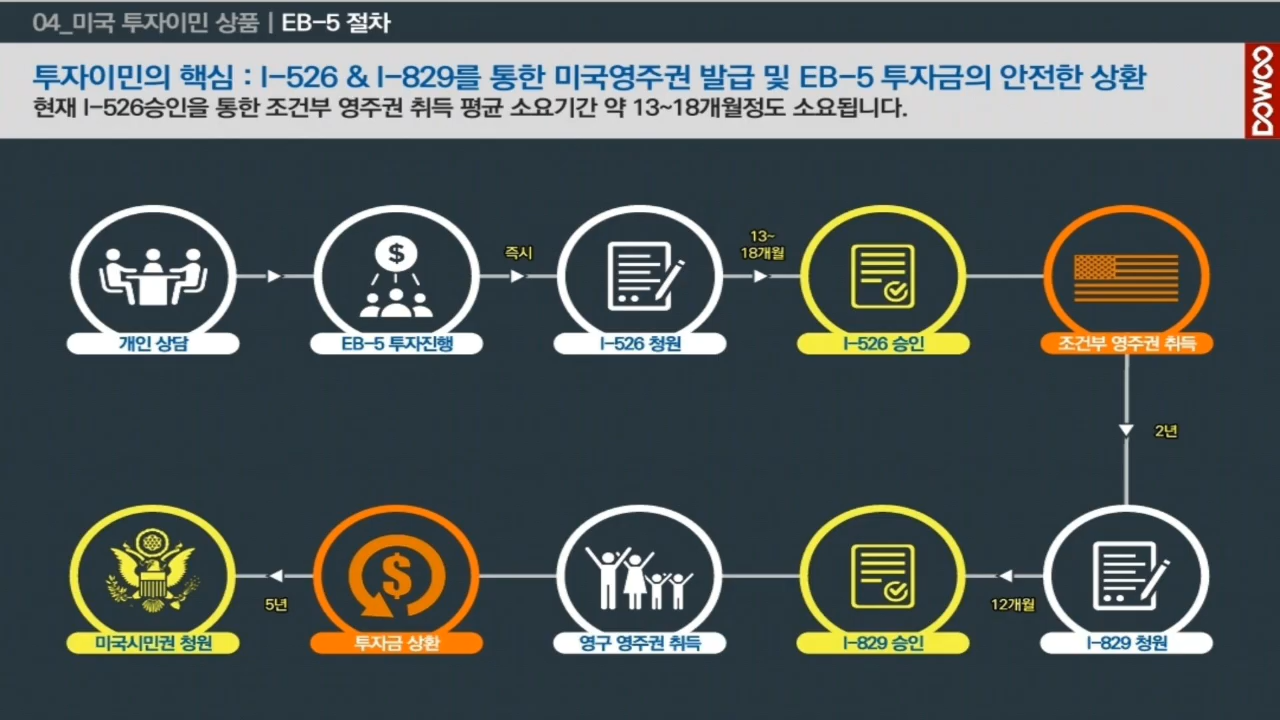 04_미국 투자이민 상품 | EB-5 절차
투자이민의 핵심 : I-526 & I-829를 통한 미국영주권 발급 및 EB-5 투자금의 안전한 상환
현재 I-526승인을 통한 조건부 영주권 취득 평균 소요기간 약 13~18개월정도 소요됩니다.
DOWOO
즉시
13~
18개월
$
개인 상담
EB-5 투자진행
I-526 청원
I-526 승인
조건부 영주권 취득
2년
$
5년
12개월
미국시민권 청원
투자금 상환
영구 영주권 취득
I-829 승인
I-829 청원